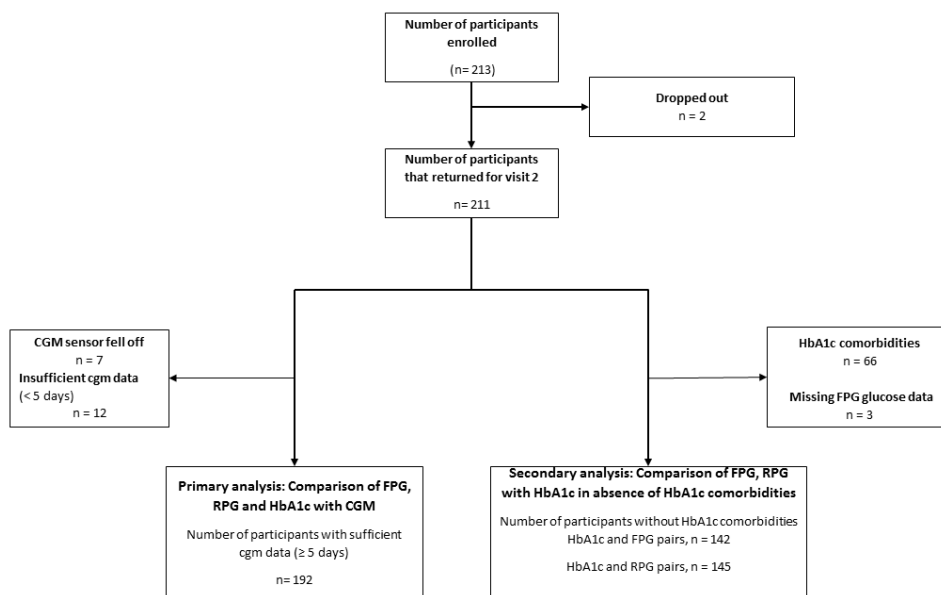 Number of participants
enrolled
(n= 213)
Dropped out
n = 2
Number of participants
that returned for visit 2
n= 211
CGM sensor fell off
n = 7
Insufficient cgm data
(< 5 days)
n = 12
HbA1c comorbidities
n = 66
Missing FPG glucose data
n = 3
Primary analysis: Comparison of FPG,
RPG and HbA1c with CGM
Number of participants with sufficient
cgm data (≥ 5 days)
n= 192
Secondary analysis: Comparison of FPG, RPG
with HbA1c in absence of HbA1c comorbidities
Number of participants without HbA1c comorbidities
HbA1c and FPG pairs, n = 142
HbA1c and RPG pairs, n = 145